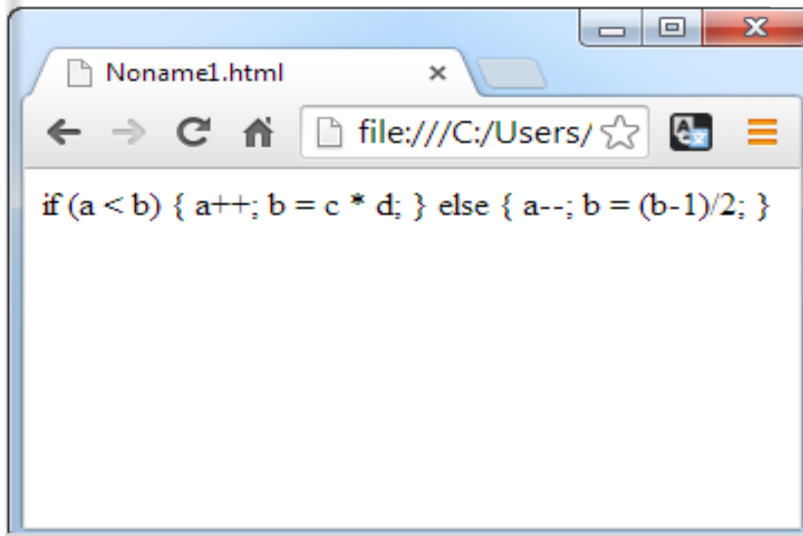 Noname1.html
file:///C:/Users/
if (a < b) { a++; b = c * d; } else { a--; b = (b-1)/2; }